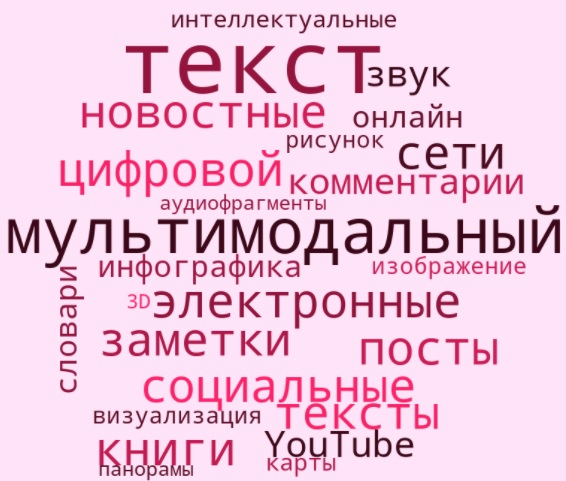 интеллектуальные
текст
звук
новостные
онлайн
рисунок
сети
цифровой
комментарии
аудиофрагменты
мультимодальный
инфографика
изображение
словари
3D
электронные
заметки
посты
социальные
визуализация
тексты
книги
YouTube
карты
панорамы